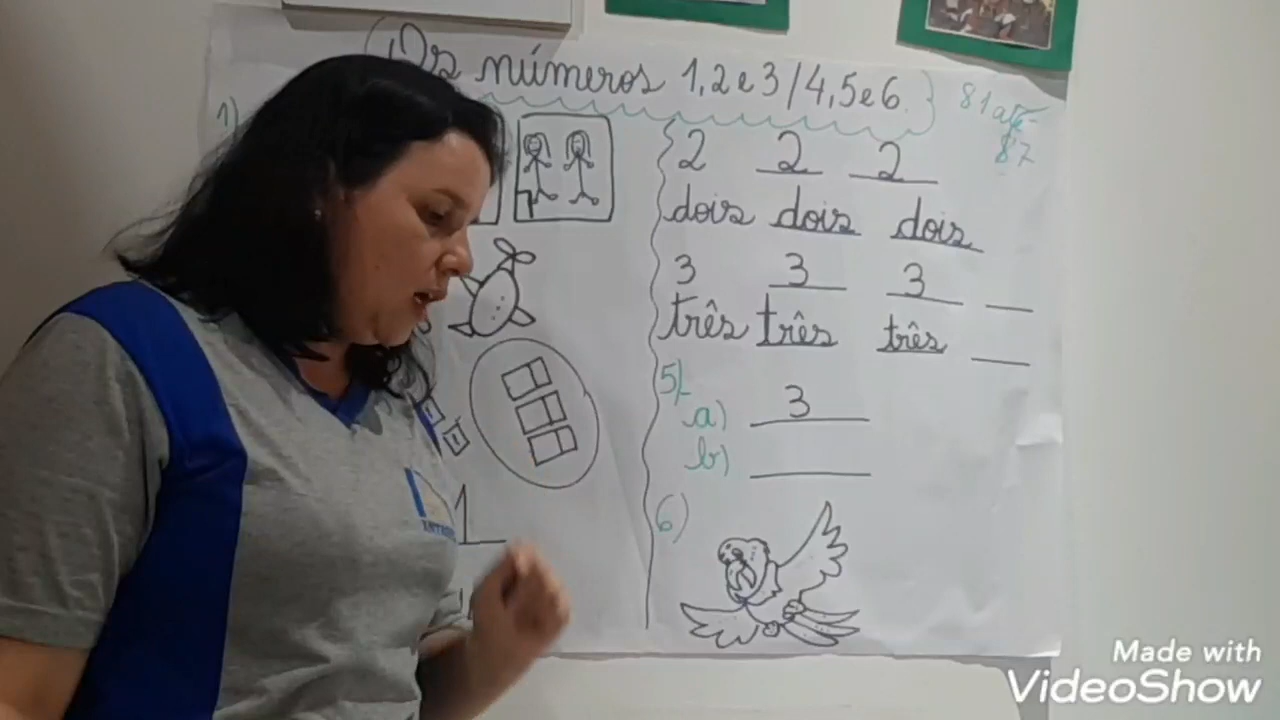 Os números 1, 2 e 3 / 4, 5 e 6.
81 até
87
1)
2 2 2
dois dois dois
3 3 3
três três três
5)
a) 3
b)
6)
1
Made with
VideoShow